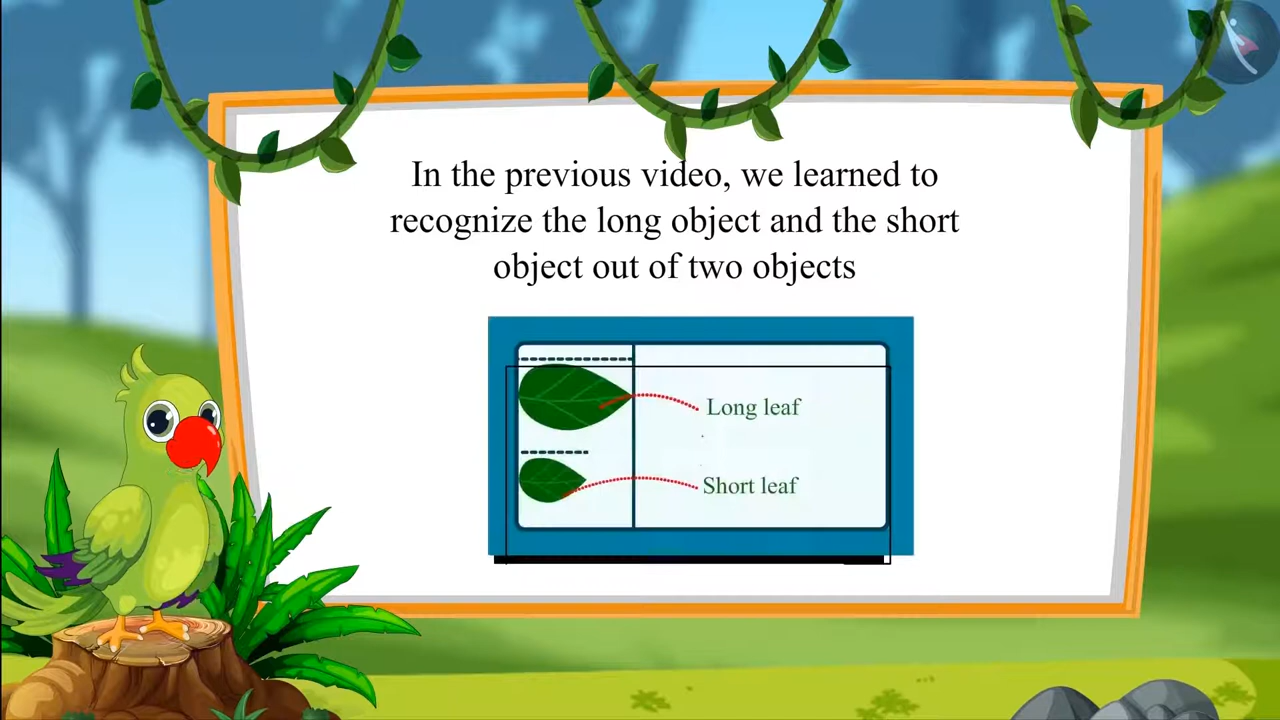 In the previous video, we learned to
recognize the long object and the short
object out of two objects
Long leaf
Short leaf